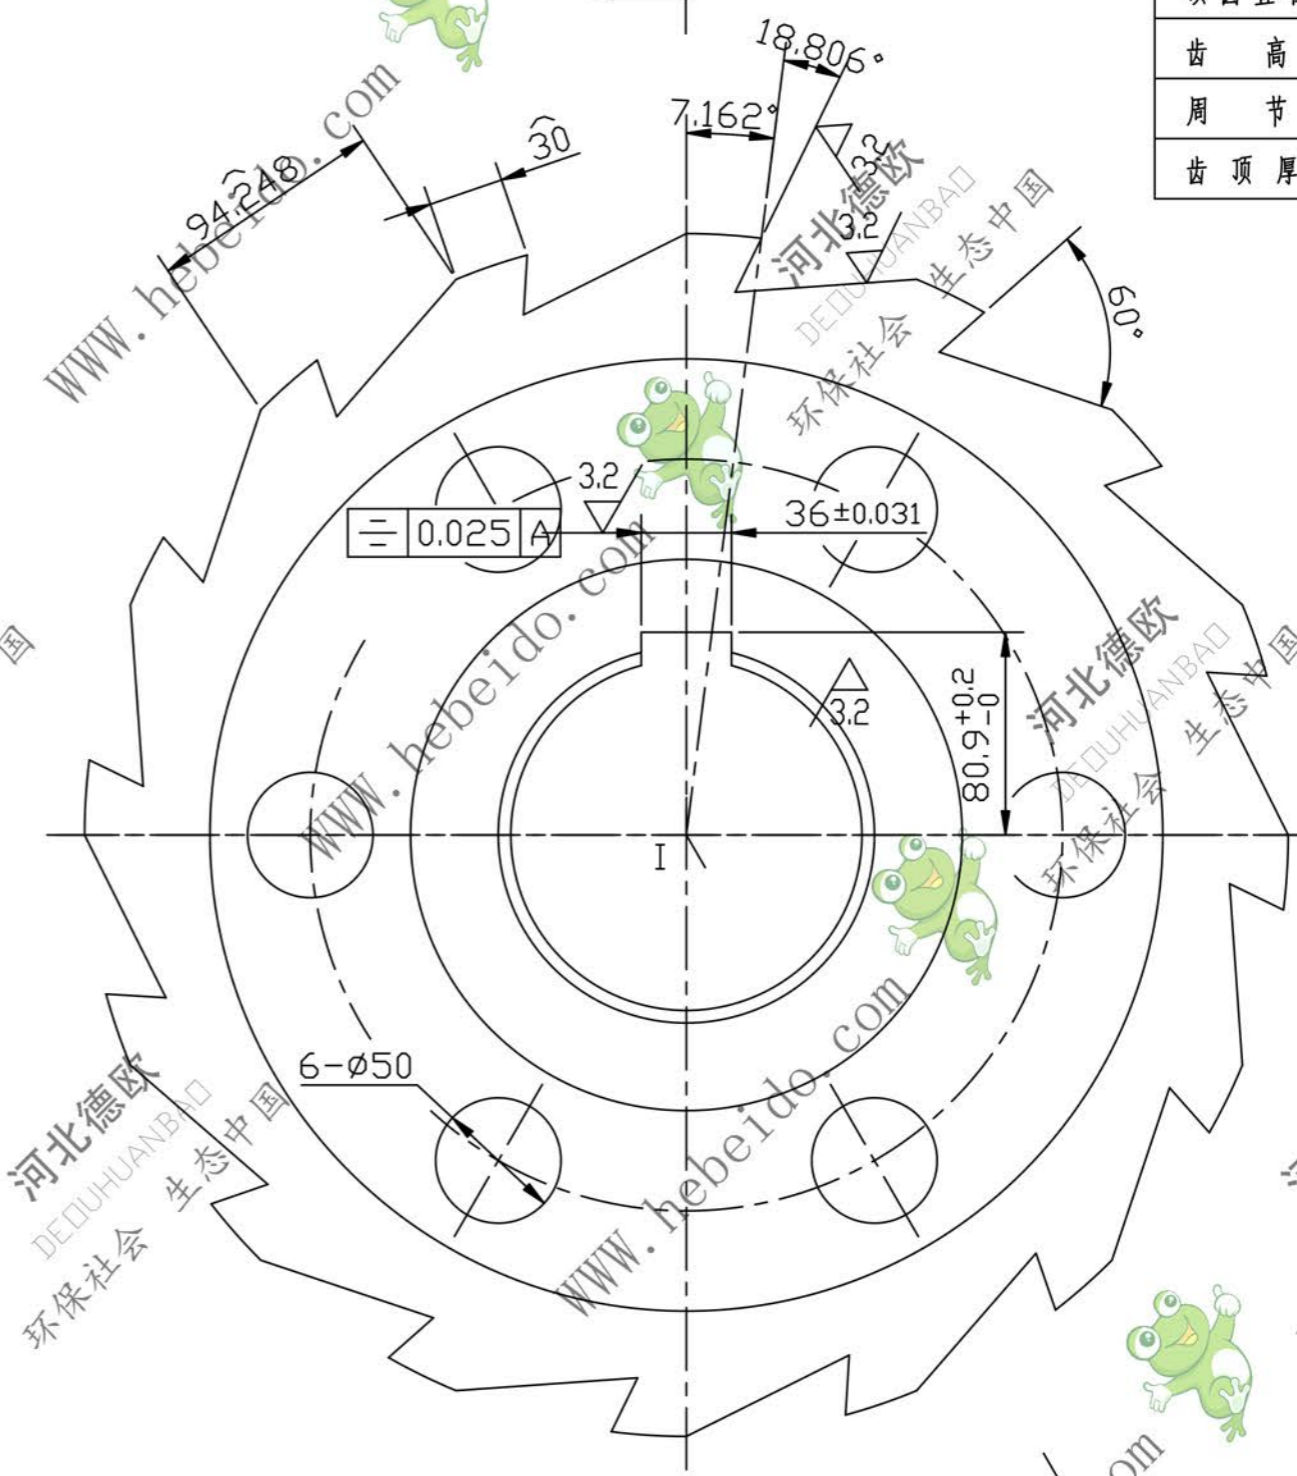 齿 高
周 节
齿 顶 厚
18.806°
7.162°
30
94.248
3.2
3.2
60°
3.2
36±0.031
0.025 A
80.9 +0.2 -0
3.2
I
6-ø50
WWW.hebeido.com
河北德欧
DEOUHUANBAO
环保社会 生态中国
国
WWW.hebeido.com
河北德欧
DEOUHUANBAO
环保社会 生态中国
河北德欧
DEOUHUANBAO
环保社会 生态中国
WWW.hebeido.com
om